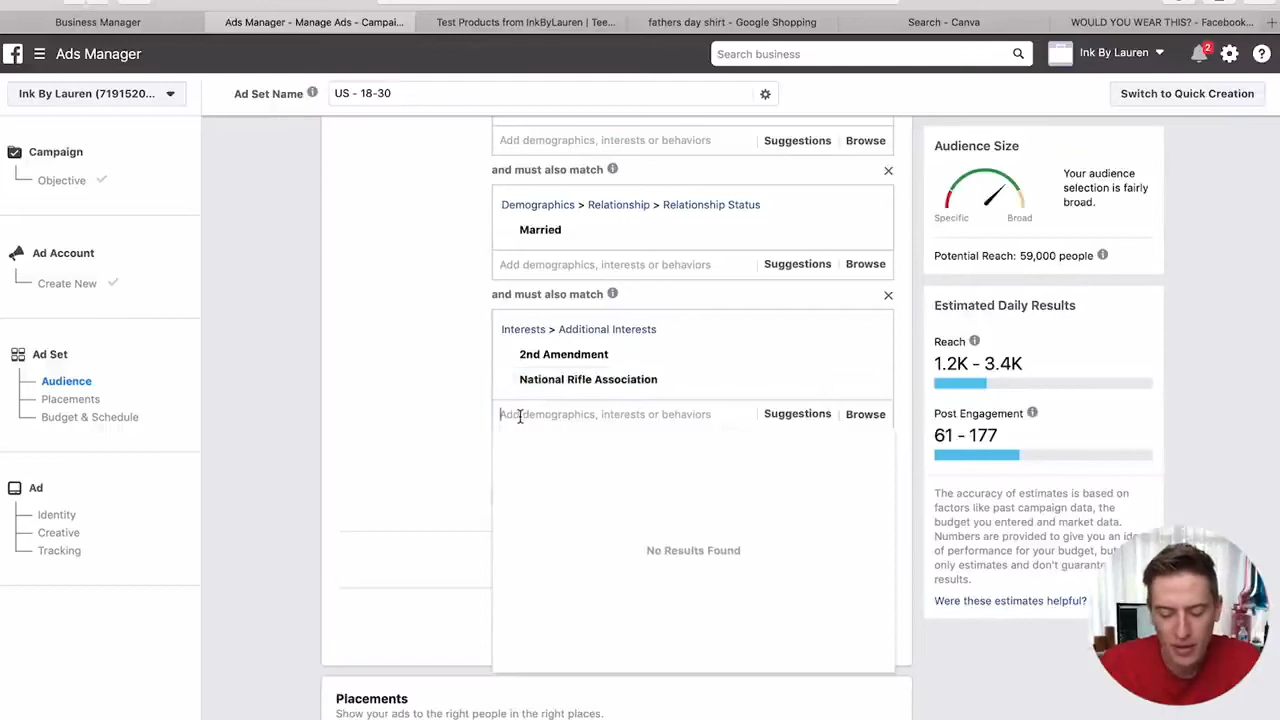 Business Manager
Ads Manager - Manage Ads - Campai...
Test Products from InkByLauren | Tee...
fathers day shirt - Google Shopping
Search - Canva
WOULD YOU WEAR THIS? - Facebook...
Ads Manager
Search business
Ink By Lauren
2
Ink By Lauren (7191520...
Ad Set Name
US - 18-30
Switch to Quick Creation
Campaign
Objective
Ad Account
Create New
Ad Set
Audience
Placements
Budget & Schedule
Ad
Identity
Creative
Tracking
Add demographics, interests or behaviors
Suggestions
Browse
and must also match
Demographics > Relationship > Relationship Status
Married
Add demographics, interests or behaviors
Suggestions
Browse
and must also match
Interests > Additional Interests
2nd Amendment
National Rifle Association
Add demographics, interests or behaviors
Suggestions
Browse
No Results Found
Placements
Show your ads to the right people in the right places.
Audience Size
Specific
Broad
Your audience
selection is fairly
broad.
Potential Reach: 59,000 people
Estimated Daily Results
Reach
1.2K - 3.4K
Post Engagement
61 - 177
The accuracy of estimates is based on
factors like past campaign data, the
budget you entered and market data.
Numbers are provided to give you an
of performance for your budget,
only estimates and don't
results.
Were these estimates helpful?